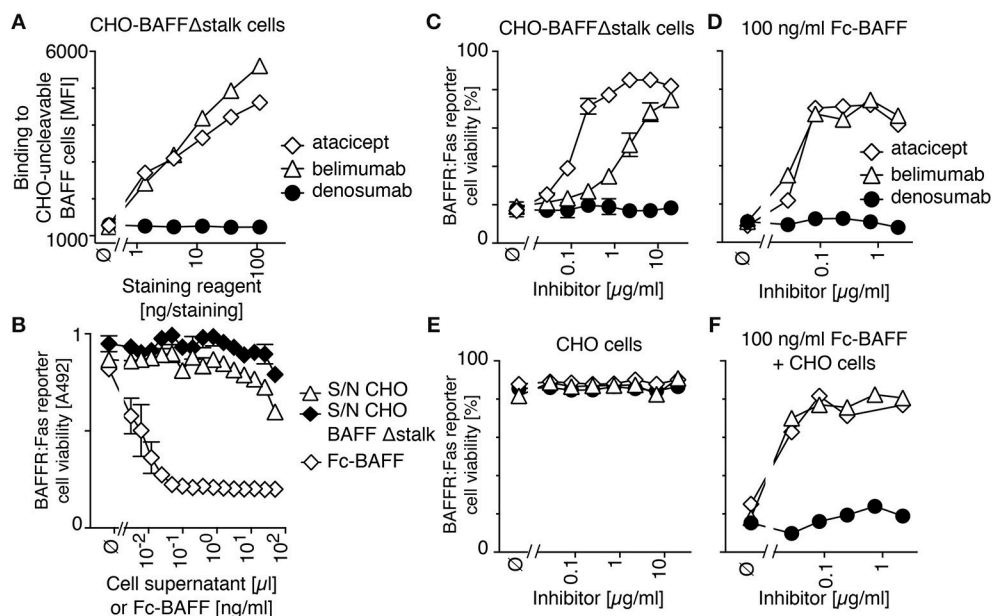 A
CHO-BAFFΔstalk cells
6000
Binding to
CHO-uncleavable
BAFF cells [MFI]
1000
atacicept
belimumab
denosumab
Ø
1
10
100
Staining reagent
[ng/staining]
B
1
BAFFR:Fas reporter
cell viability [A492]
0
S/N CHO
S/N CHO
BAFF Δstalk
Fc-BAFF
Ø
10-2
10-1
100
101
102
Cell supernatant [µl]
or Fc-BAFF [ng/ml]
C
CHO-BAFFΔstalk cells
100
BAFFR:Fas reporter
cell viability [%]
0
Ø
0.1
1
10
Inhibitor [µg/ml]
D
100 ng/ml Fc-BAFF
atacicept
belimumab
denosumab
Ø
0.1
1
Inhibitor [µg/ml]
E
CHO cells
100
BAFFR:Fas reporter
cell viability [%]
0
Ø
0.1
1
10
Inhibitor [µg/ml]
F
100 ng/ml Fc-BAFF
+ CHO cells
Ø
0.1
1
Inhibitor [µg/ml]